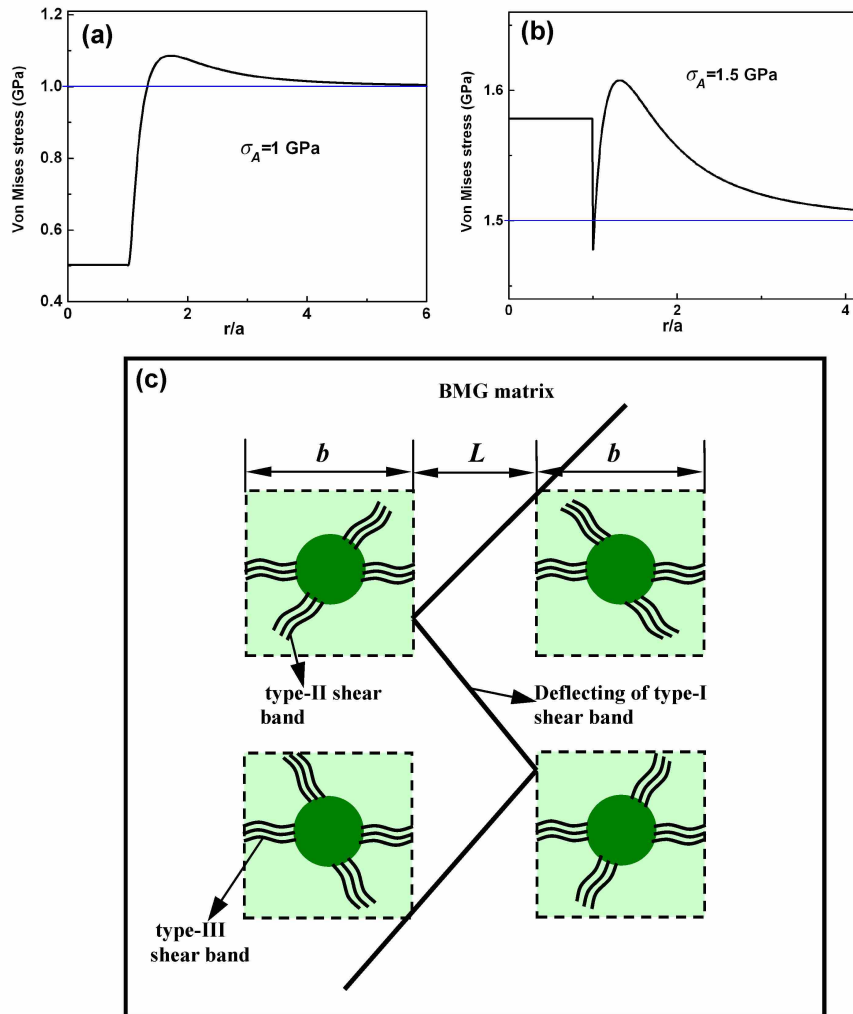 (a)
Von Mises stress (GPa)
1.2
1.0
0.8
0.6
0.4
σA=1 GPa
0
2
4
6
r/a
(b)
Von Mises stress (GPa)
1.6
1.5
σA=1.5 GPa
0
2
4
r/a
(c)
BMG matrix
b
L
b
type-II shear
band
Deflecting of type-I
shear band
type-III
shear band